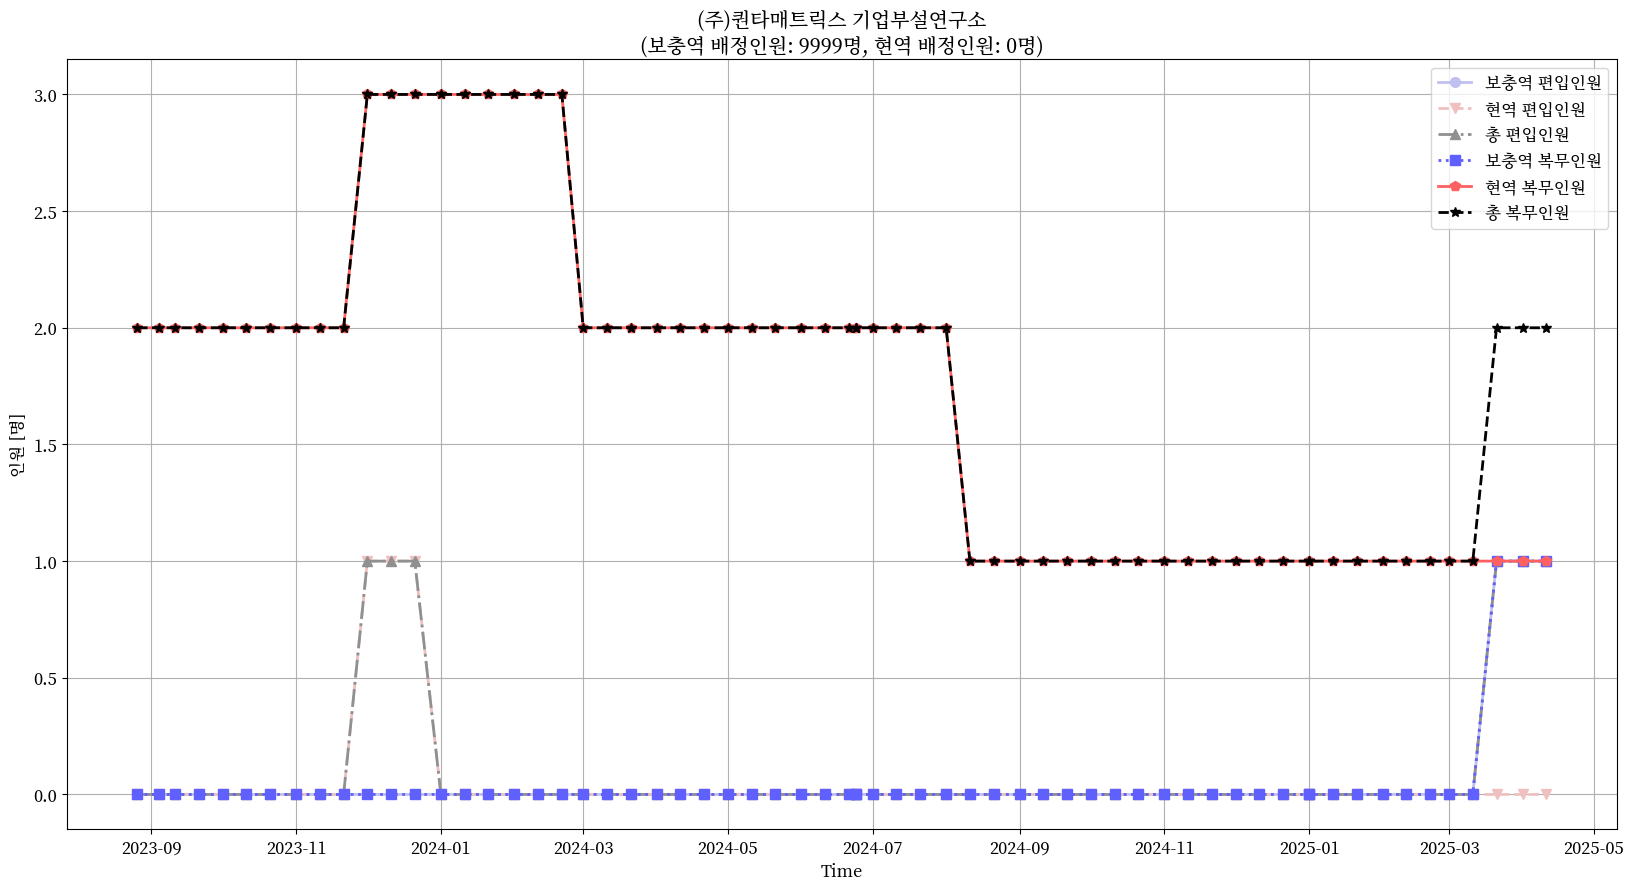 (주)퀀타매트릭스 기업부설연구소
(보충역 배정인원: 9999명, 현역 배정인원: 0명)
보충역 편입인원
현역 편입인원
총 편입인원
보충역 복무인원
현역 복무인원
총 복무인원
인원 [명]
3.0
2.5
2.0
1.5
1.0
0.5
0.0
2023-09
2023-11
2024-01
2024-03
2024-05
2024-07
2024-09
2024-11
2025-01
2025-03
2025-05
Time